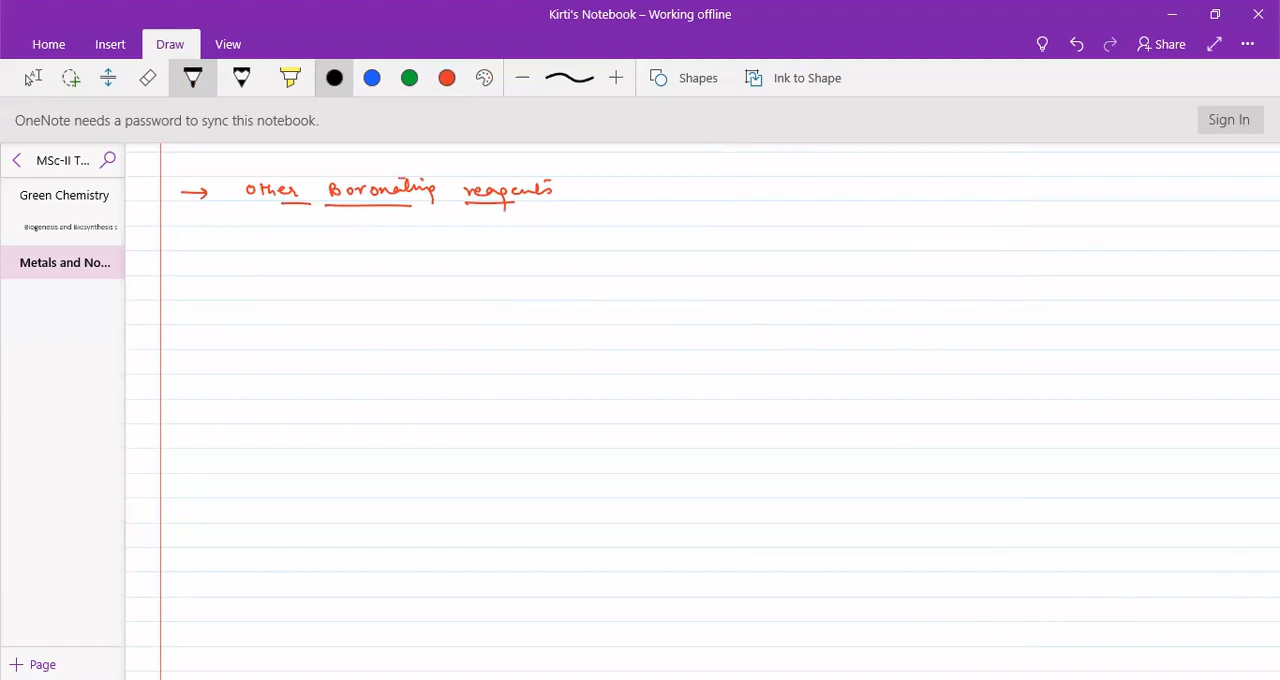 Kirti's Notebook – Working offline
Home Insert Draw View
Share
Shapes Ink to Shape
OneNote needs a password to sync this notebook.
Sign In
MSc-II T...
Green Chemistry
Biogenesis and Biosynthesis c
Metals and No...
→ Other Boronating reagents
Page